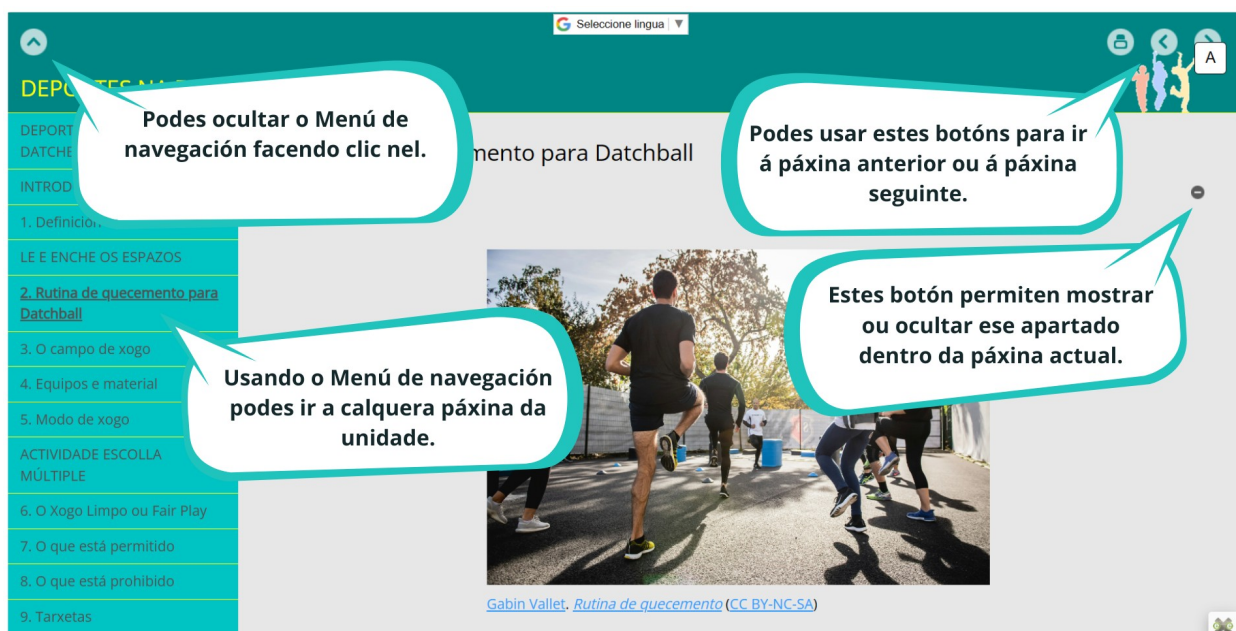 Seleccione lingua ▼
A
Podes ocultar o Menú de
navegación facendo clic nel.
Podes usar estes botóns para ir
á páxina anterior ou á páxina
seguinte.
para Datchball
1. Definición
LE E ENCHE OS ESPAZOS
2. Rutina de quecemento para
Datchball
3. O campo de xogo
4. Equipos e material
5. Modo de xogo
ACTIVIDADE ESCOLLA
MÚLTIPLE
6. O Xogo Limpo ou Fair Play
7. O que está permitido
8. O que está prohibido
9. Tarxetas
Estes botón permiten mostrar
ou ocultar ese apartado
dentro da páxina actual.
Usando o Menú de navegación
podes ir a calquera páxina da
unidade.
Gabin Vallet. Rutina de quecemento (CC BY-NC-SA)